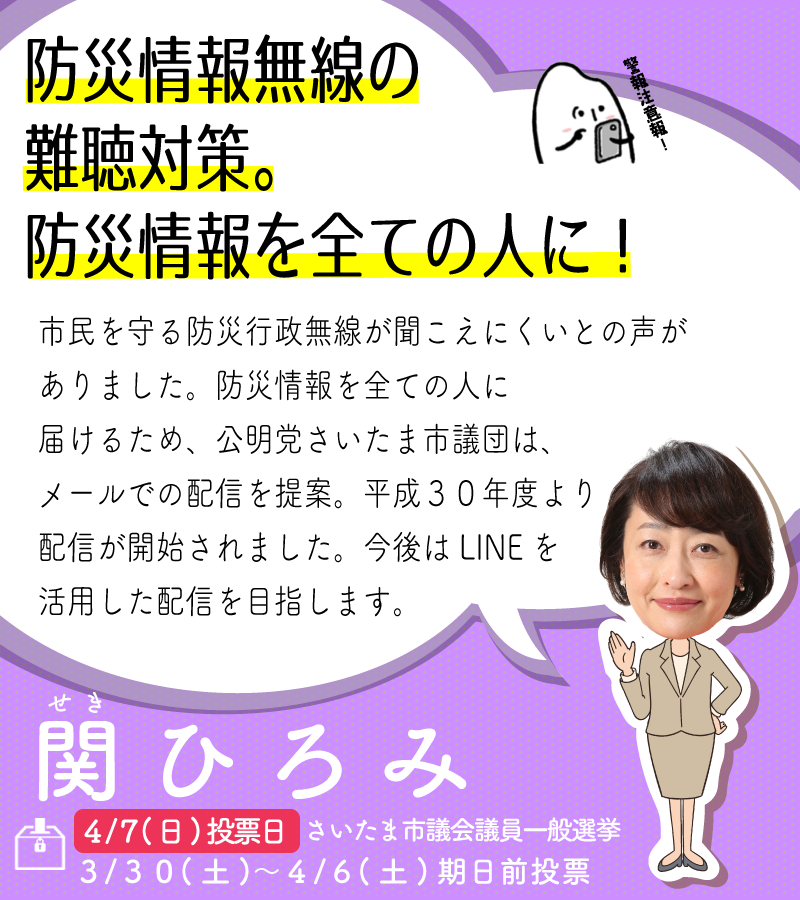 防災情報無線の
難聴対策。
防災情報を全ての人に！
警報注意報！
市民を守る防災行政無線が聞こえにくいとの声が
ありました。防災情報を全ての人に
届けるため、公明党さいたま市議団は、
メールでの配信を提案。平成３０年度より
配信が開始されました。今後は LINE を
活用した配信を目指します。
せき
関ひろみ
4/7(日)投票日 さいたま市議会議員一般選挙
３/３０(土)〜４/６(土)期日前投票